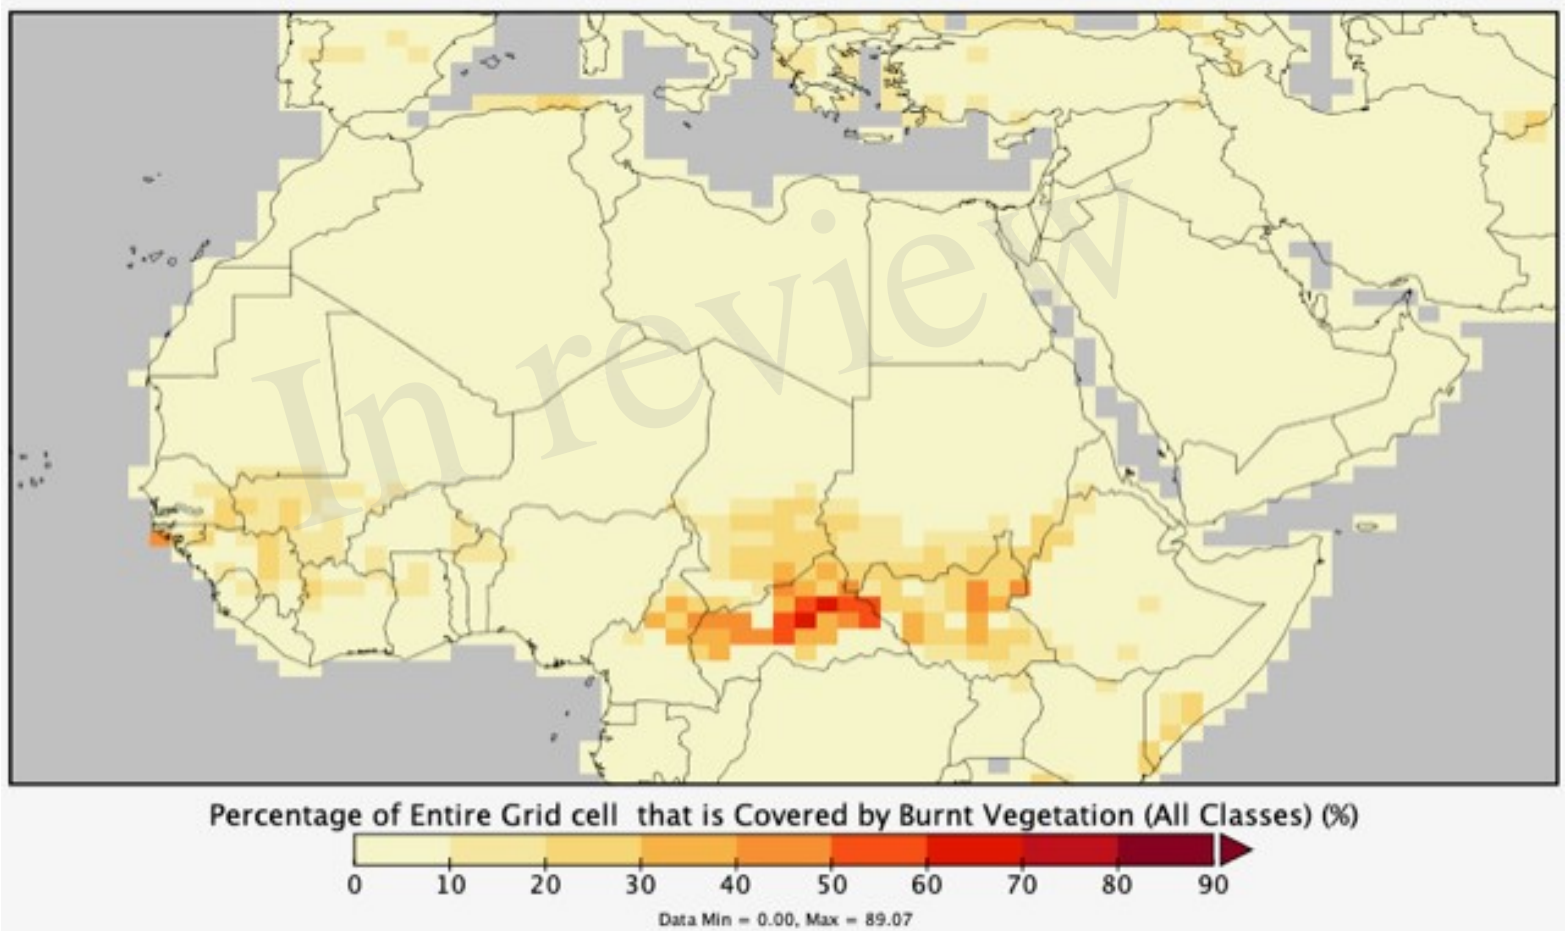 In review
Percentage of Entire Grid cell  that is Covered by Burnt Vegetation (All Classes) (%)
0 10 20 30 40 50 60 70 80 90
Data Min = 0.00, Max = 89.07